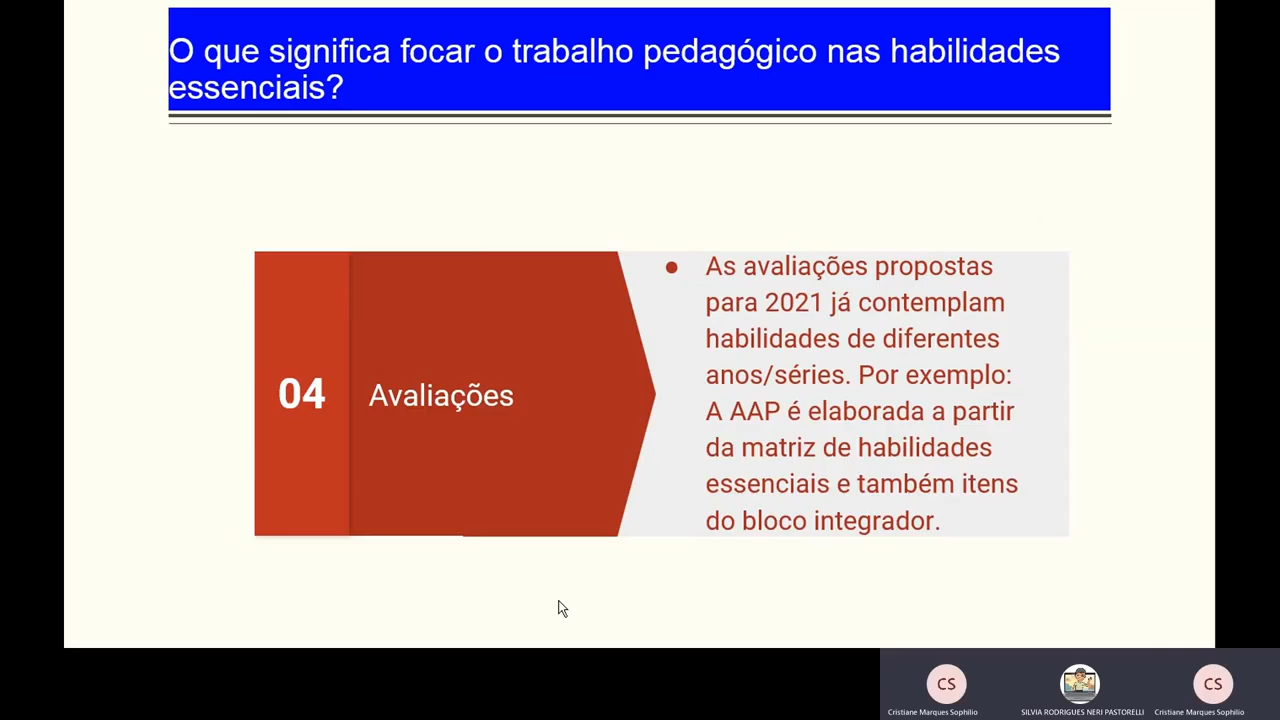 O que significa focar o trabalho pedagógico nas habilidades
essenciais?
04
Avaliações
● As avaliações propostas
para 2021 já contemplam
habilidades de diferentes
anos/séries. Por exemplo:
A AAP é elaborada a partir
da matriz de habilidades
essenciais e também itens
do bloco integrador.
CS
CS
Cristiane Marques Sophilio
SILVIA RODRIGUES NERI PASTORELLI
Cristiane Marques Sophilio